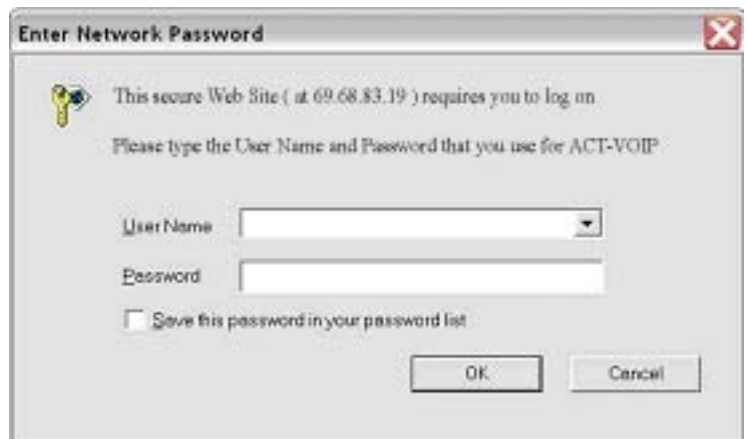 Enter Network Password
This secure Web Site ( at 69.68.83.19 ) requires you to log on
Please type the User Name and Password that you use for ACT-VOIP
User Name
Password
Save this password in your password list
OK
Cancel